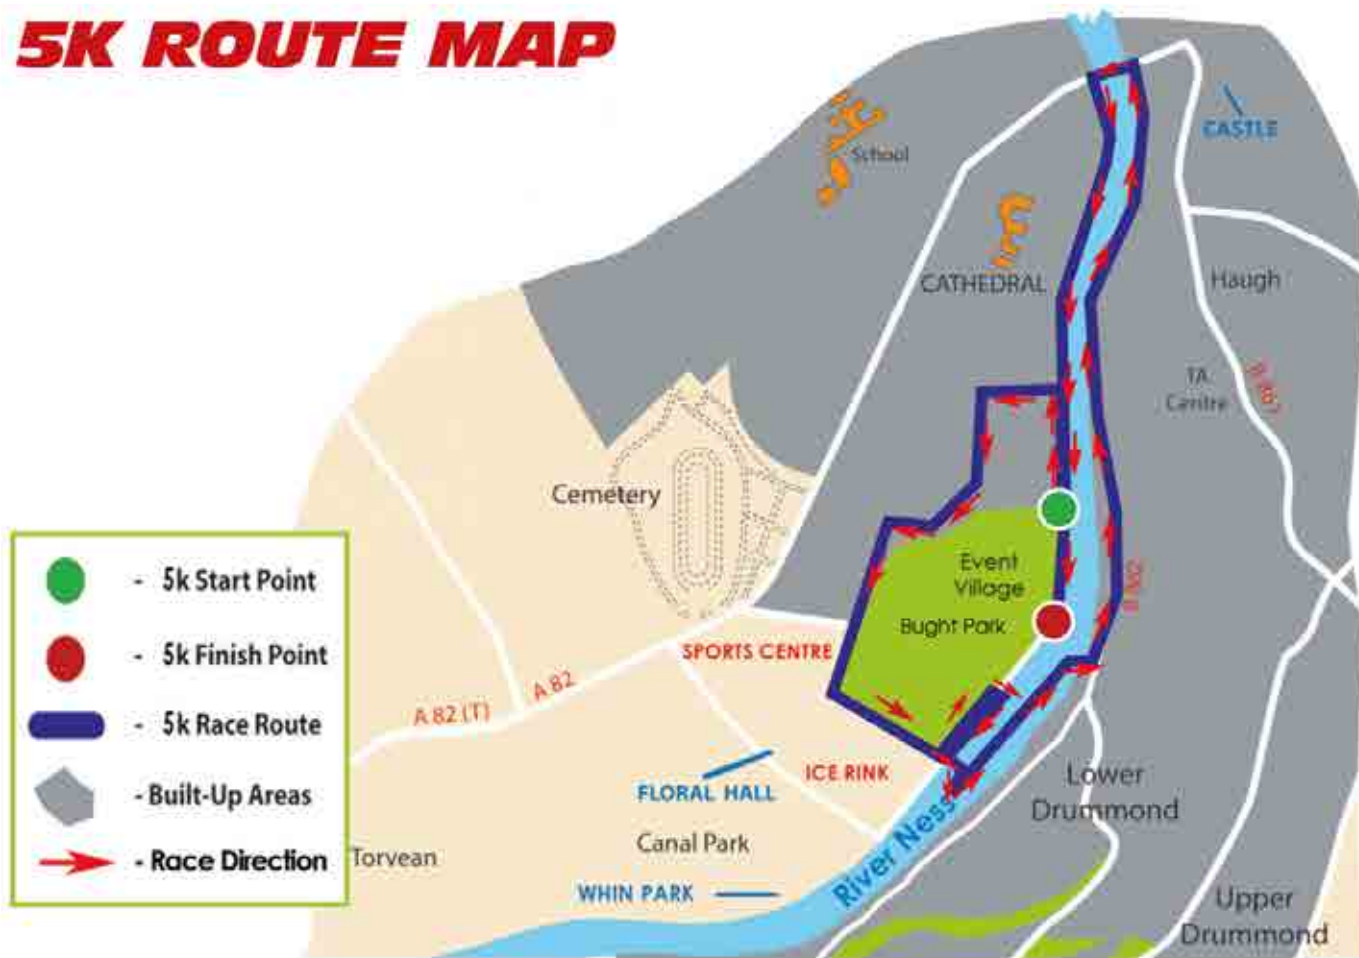 5K ROUTE MAP
School
CASTLE
CATHEDRAL
Haugh
TA
Centre
B 861
Cemetery
Event
Village
B 862
Bught Park
SPORTS CENTRE
A 82
A 82 (T)
ICE RINK
FLORAL HALL
Lower
Drummond
Canal Park
River Ness
Torvean
WHIN PARK
Upper
Drummond
- 5k Start Point
- 5k Finish Point
- 5k Race Route
- Built-Up Areas
- Race Direction